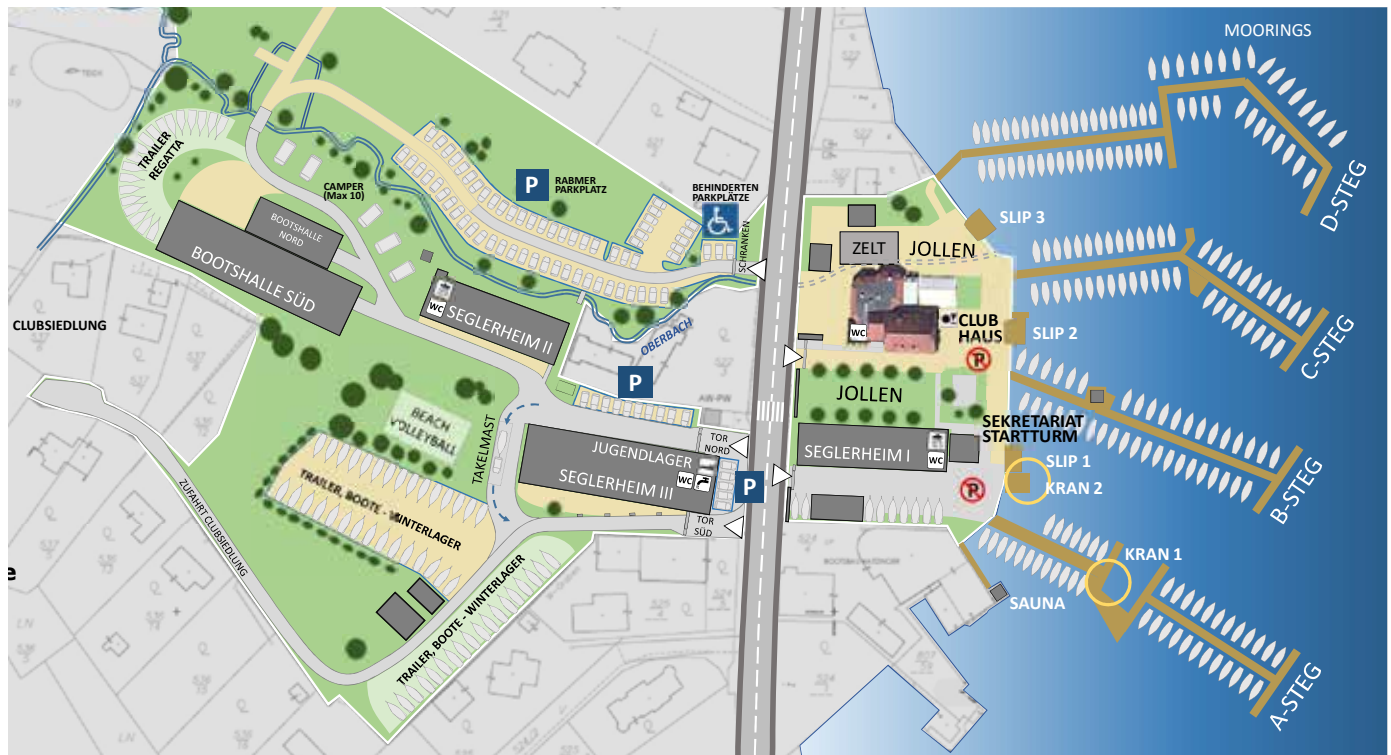 MOORINGS
TEICH
TRAILER
REGATTA
CAMPER
(Max 10)
P
RABMER
PARKPLATZ
BEHINDERTEN
PARKPLÄTZE
SCHRANKEN
BOOTSHALLE
NORD
BOOTSHALLE SÜD
CLUBSIEDLUNG
WC
SEGLERHEIM II
OBERBACH
P
AW-PW
BEACH
VOLLEYBALL
TAKELMAST
TOR
NORD
JUGENDLAGER
SEGLERHEIM III
WC
P
TOR
SÜD
TRAILER, BOOTE - WINTERLAGER
TRAILER, BOOTE - WINTERLAGER
ZUFAHRT CLUBSIEDLUNG
e
SLIP 3
ZELT
JOLLEN
WC
CLUB
HAUS
SLIP 2
P
JOLLEN
SEKRETARIAT
STARTTURM
SEGLERHEIM I
WC
SLIP 1
KRAN 2
P
KRAN 1
SAUNA
D-STEG
C-STEG
B-STEG
A-STEG